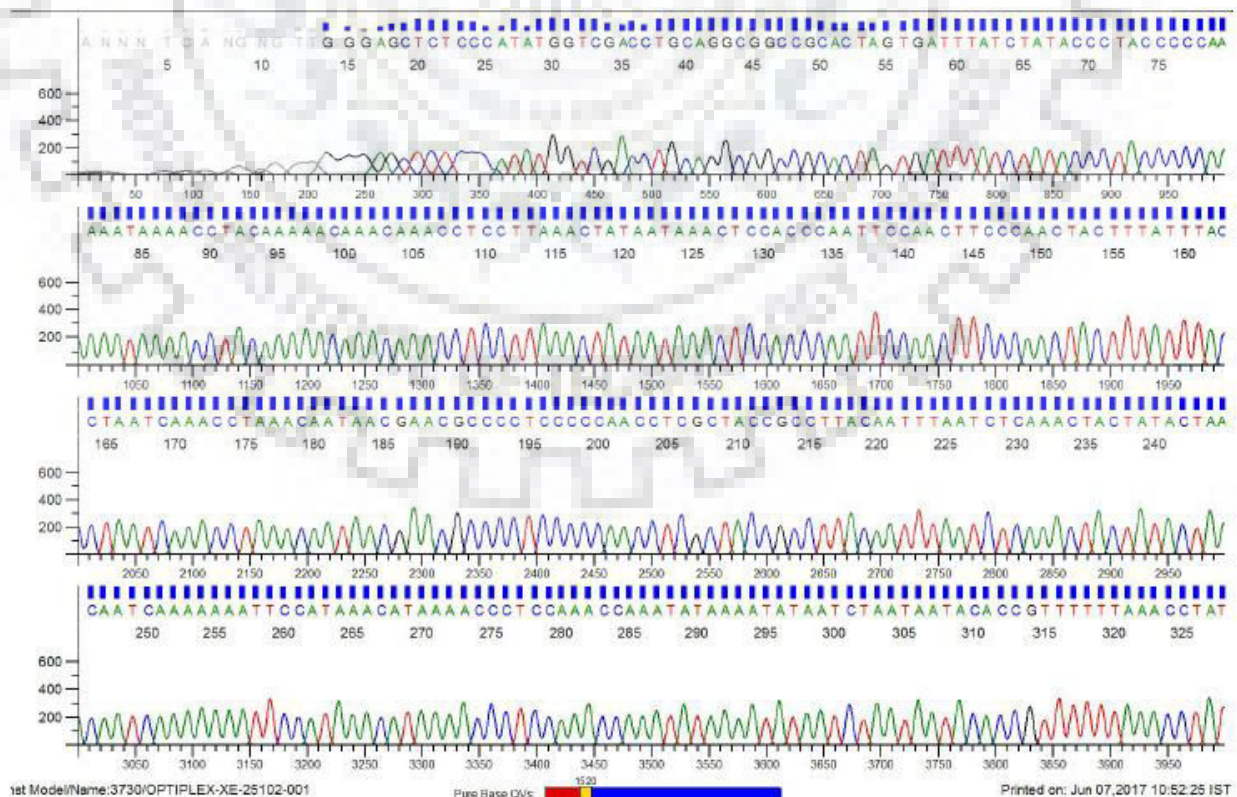 A N N N T G A N G N G T T G G G A G C T C T C C C A T A T G G T C G A C C T G C A G G C G G C C G C A C T A G T G A T T T A T C T A T A C C C T A C C C C C A A
5 10 15 20 25 30 35 40 45 50 55 60 65 70 75
600
400
200
50 100 150 200 250 300 350 400 450 500 550 600 650 700 750 800 850 900 950
A A A T A A A A C C T A C A A A A A C A A A C A A A C C T C C T T A A A C T A T A A T A A A C T C C A C C C A A T T C C A A C T T C C C A A C T A C T T T A T T T A C
85 90 95 100 105 110 115 120 125 130 135 140 145 150 155 160
600
400
200
1050 1100 1150 1200 1250 1300 1350 1400 1450 1500 1550 1600 1650 1700 1750 1800 1850 1900 1950
C T A A T C A A A C C T A A A C A A T A A C G A A C G C C C C T C C C C C A A C C T C G C T A C C G C C T T A C A A T T T A A T C T C A A A C T A C T A T A C T A A
165 170 175 180 185 190 195 200 205 210 215 220 225 230 235 240
600
400
200
2050 2100 2150 2200 2250 2300 2350 2400 2450 2500 2550 2600 2650 2700 2750 2800 2850 2900 2950
C A A T C A A A A A A A T T C C A T A A A C A T A A A A C C C T C C A A A C C A A A T A T A A A A T A T A A T C T A A T A A T A C A C C G T T T T T T A A A C C T A T
250 255 260 265 270 275 280 285 290 295 300 305 310 315 320 325
600
400
200
3050 3100 3150 3200 3250 3300 3350 3400 3450 3500 3550 3600 3650 3700 3750 3800 3850 3900 3950
Model/Name:3730/OPTIPLEX-XE-25102-001 Pure Base QVs: 1520 Printed on: Jun 07,2017 10:52:25 IST